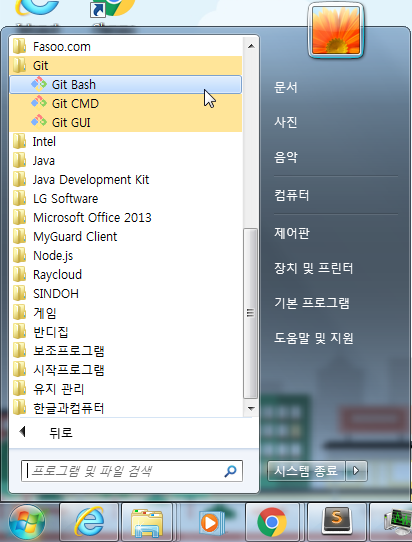 Fasoo.com
Git
Git Bash
Git CMD
Git GUI
Intel
Java
Java Development Kit
LG Software
Microsoft Office 2013
MyGuard Client
Node.js
Raycloud
SINDOH
게임
반디집
보조프로그램
시작프로그램
유지 관리
한글과컴퓨터
뒤로
프로그램 및 파일 검색
문서
사진
음악
컴퓨터
제어판
장치 및 프린터
기본 프로그램
도움말 및 지원
시스템 종료